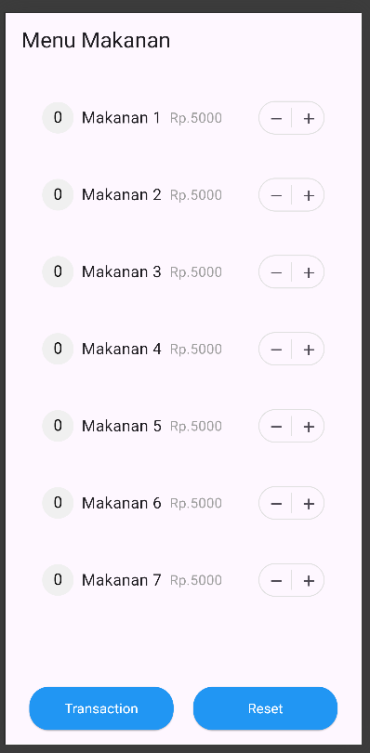 Menu Makanan
0 Makanan 1 Rp.5000 − +
0 Makanan 2 Rp.5000 − +
0 Makanan 3 Rp.5000 − +
0 Makanan 4 Rp.5000 − +
0 Makanan 5 Rp.5000 − +
0 Makanan 6 Rp.5000 − +
0 Makanan 7 Rp.5000 − +
Transaction Reset